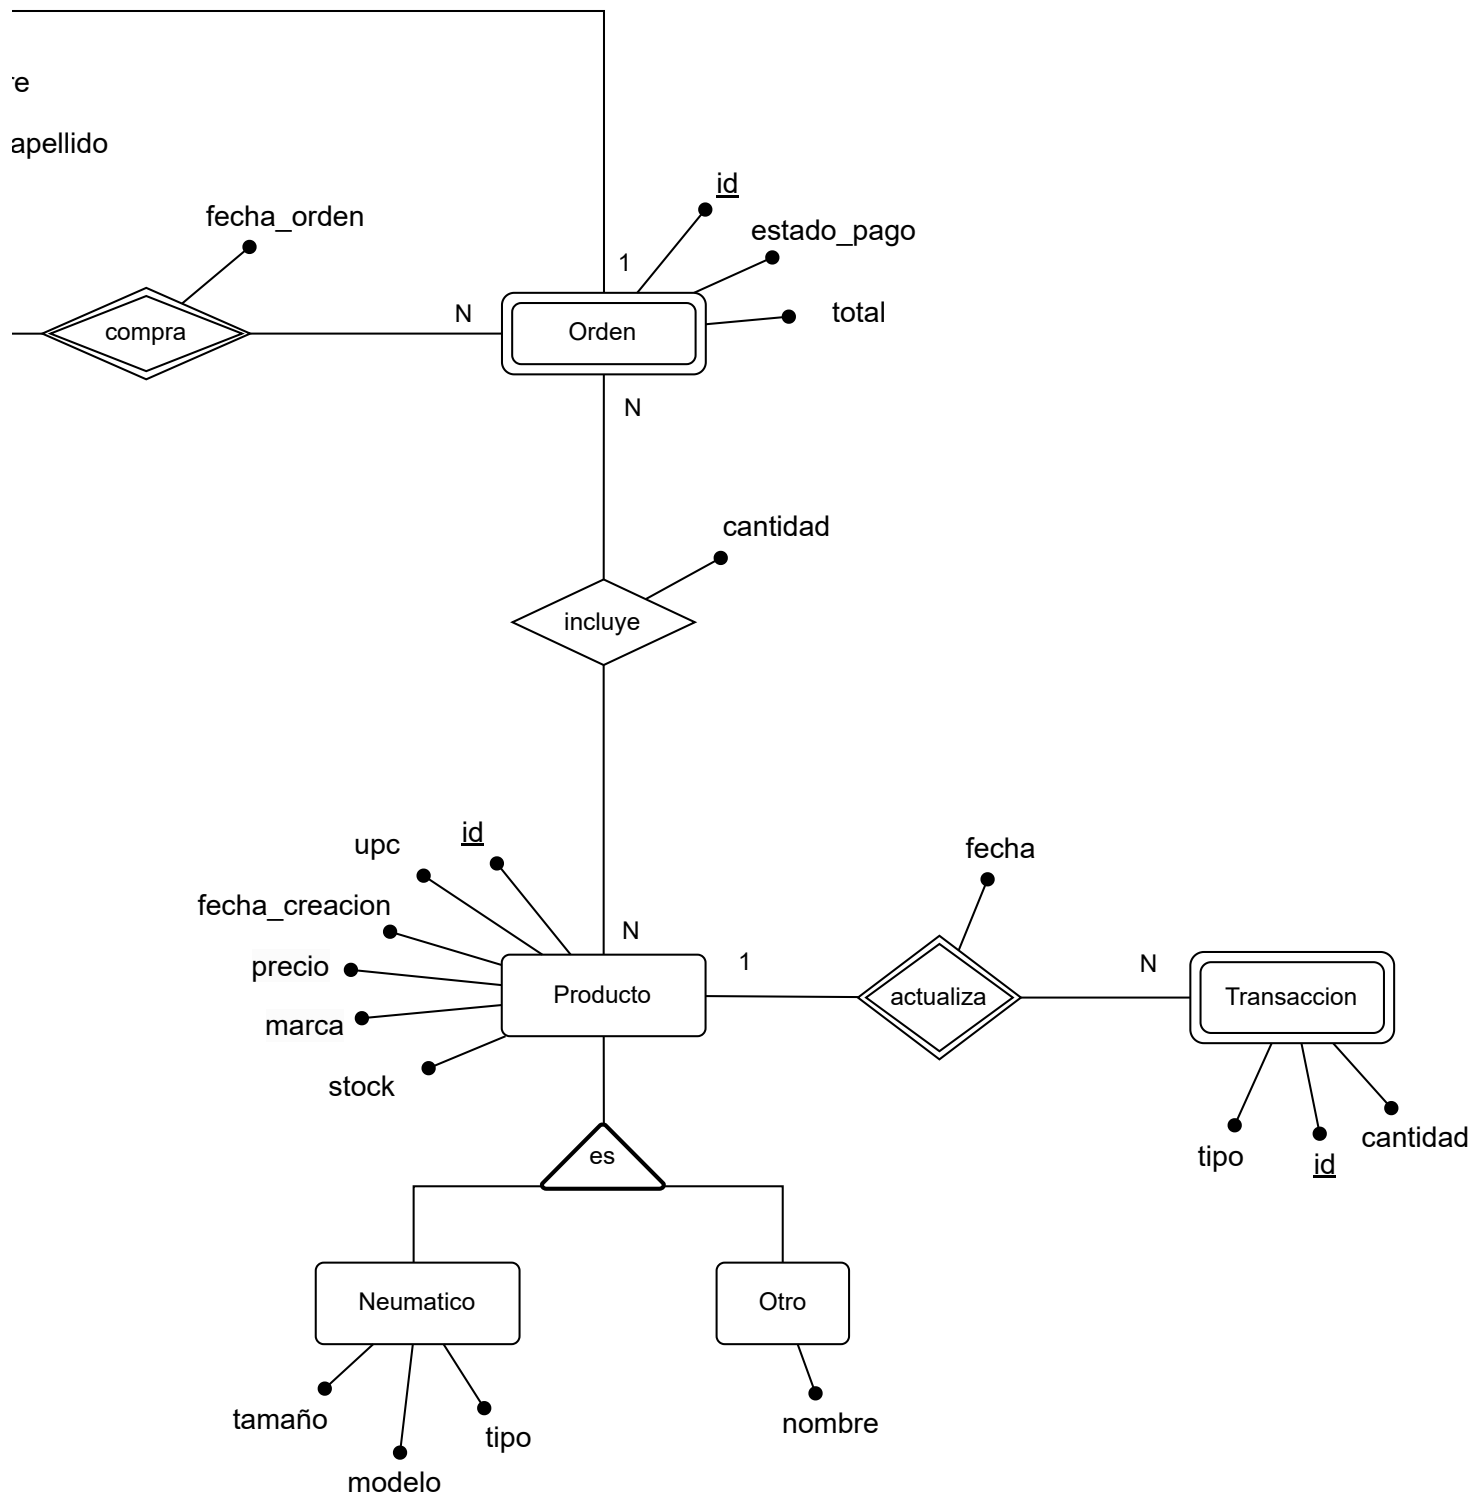 apellido
id
fecha_orden
estado_pago
1
total
N
compra
Orden
N
cantidad
incluye
id
upc
fecha
fecha_creacion
N
1
N
precio
Producto
actualiza
Transaccion
marca
stock
cantidad
tipo
es
id
Neumatico
Otro
tamaño
nombre
tipo
modelo